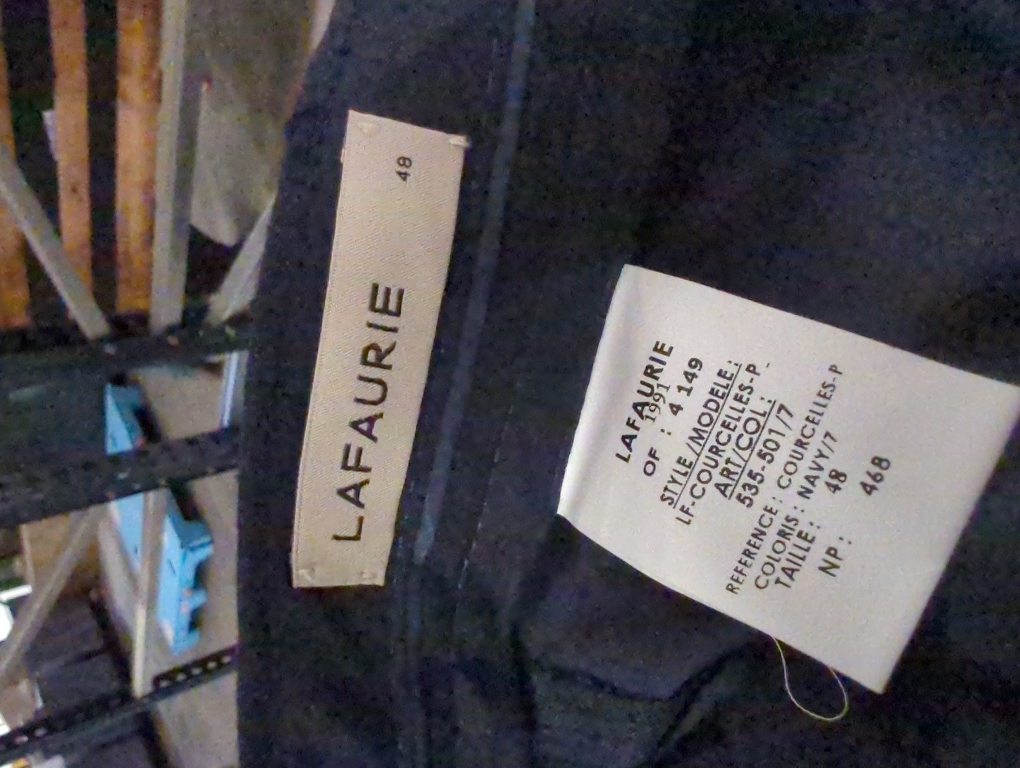 LAFAURIE
48
LAFAURIE
1991
OF : 4 149
STYLE/MODELE:
LF-COURCELLES-P
ART/COL:
535-501/7
REFERENCE: COURCELLES-P
COLORIS: NAVY/7
TAILLE: 48
NP: 468